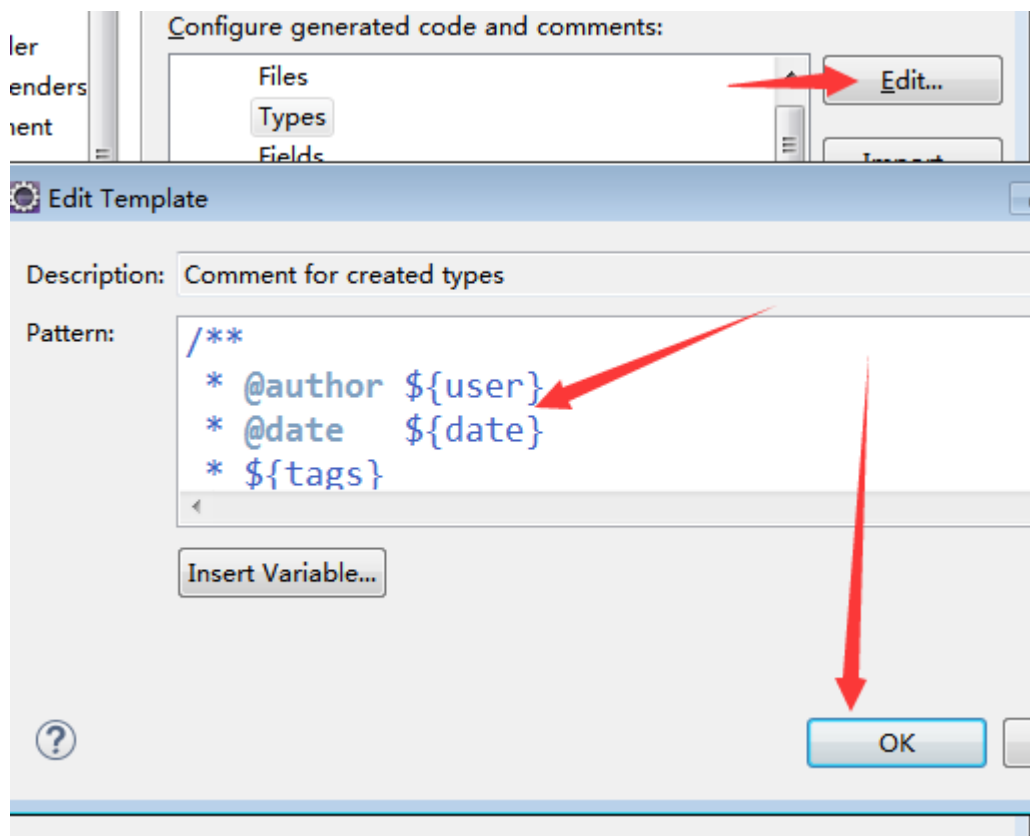 Configure generated code and comments:
ler
enders
nent
Files
Types
Fields
Edit...
Import...
Edit Template
Description: Comment for created types
Pattern:
/**
* @author ${user}
* @date ${date}
* ${tags}
Insert Variable...
OK